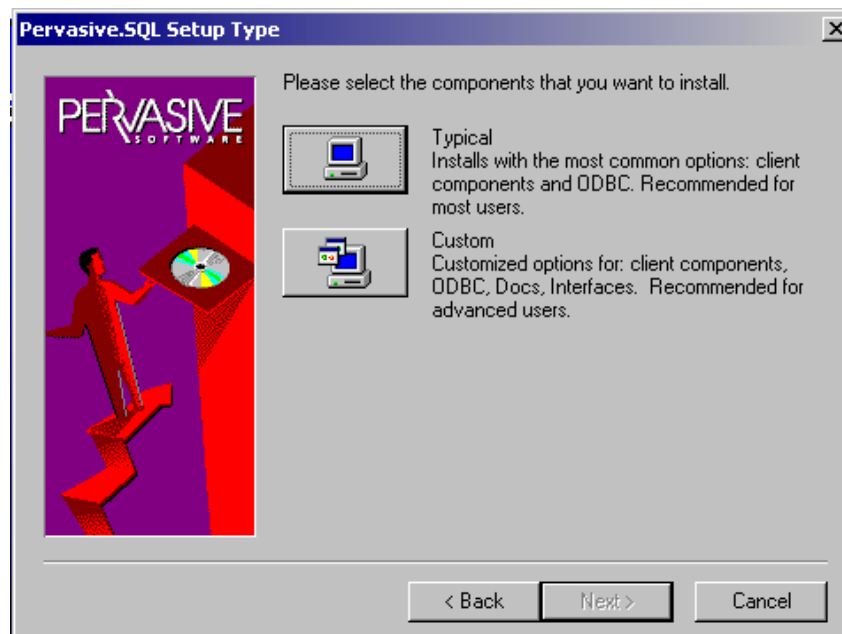 Pervasive.SQL Setup Type
Please select the components that you want to install.
PERVASIVE
SOFTWARE
Typical
Installs with the most common options: client
components and ODBC. Recommended for
most users.
Custom
Customized options for: client components,
ODBC, Docs, Interfaces.  Recommended for
advanced users.
< Back
Next >
Cancel